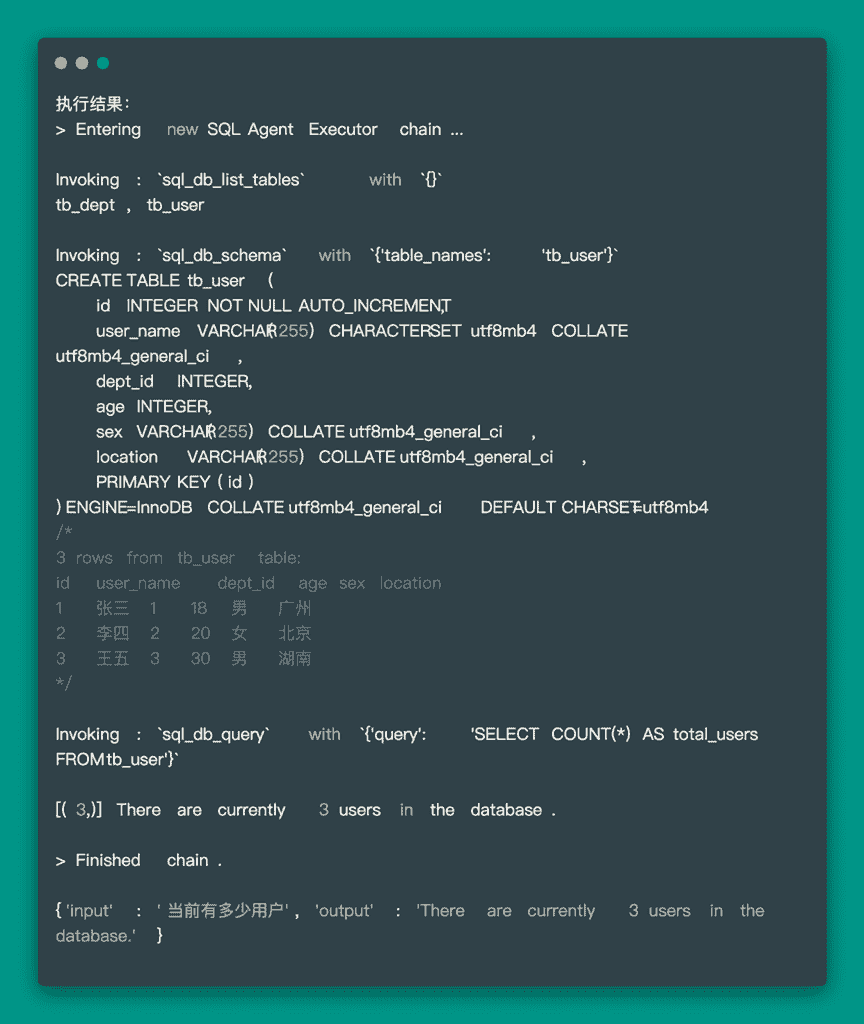 执行结果:
> Entering new SQL Agent Executor chain ...
Invoking : `sql_db_list_tables` with `{}`
tb_dept , tb_user
Invoking : `sql_db_schema` with `{'table_names': 'tb_user'}`
CREATE TABLE tb_user (
id INTEGER NOT NULL AUTO_INCREMENT,
user_name VARCHAR(255) CHARACTER SET utf8mb4 COLLATE
utf8mb4_general_ci ,
dept_id INTEGER,
age INTEGER,
sex VARCHAR(255) COLLATE utf8mb4_general_ci ,
location VARCHAR(255) COLLATE utf8mb4_general_ci ,
PRIMARY KEY ( id )
) ENGINE=InnoDB COLLATE utf8mb4_general_ci DEFAULT CHARSET=utf8mb4
/*
3 rows from tb_user table:
id user_name dept_id age sex location
1 张三 1 18 男 广州
2 李四 2 20 女 北京
3 王五 3 30 男 湖南
*/
Invoking : `sql_db_query` with `{'query': 'SELECT COUNT(*) AS total_users
FROM tb_user'}`
[( 3,)] There are currently 3 users in the database .
> Finished chain .
{ 'input' : ' 当前有多少用户' , 'output' : 'There are currently 3 users in the
database.' }